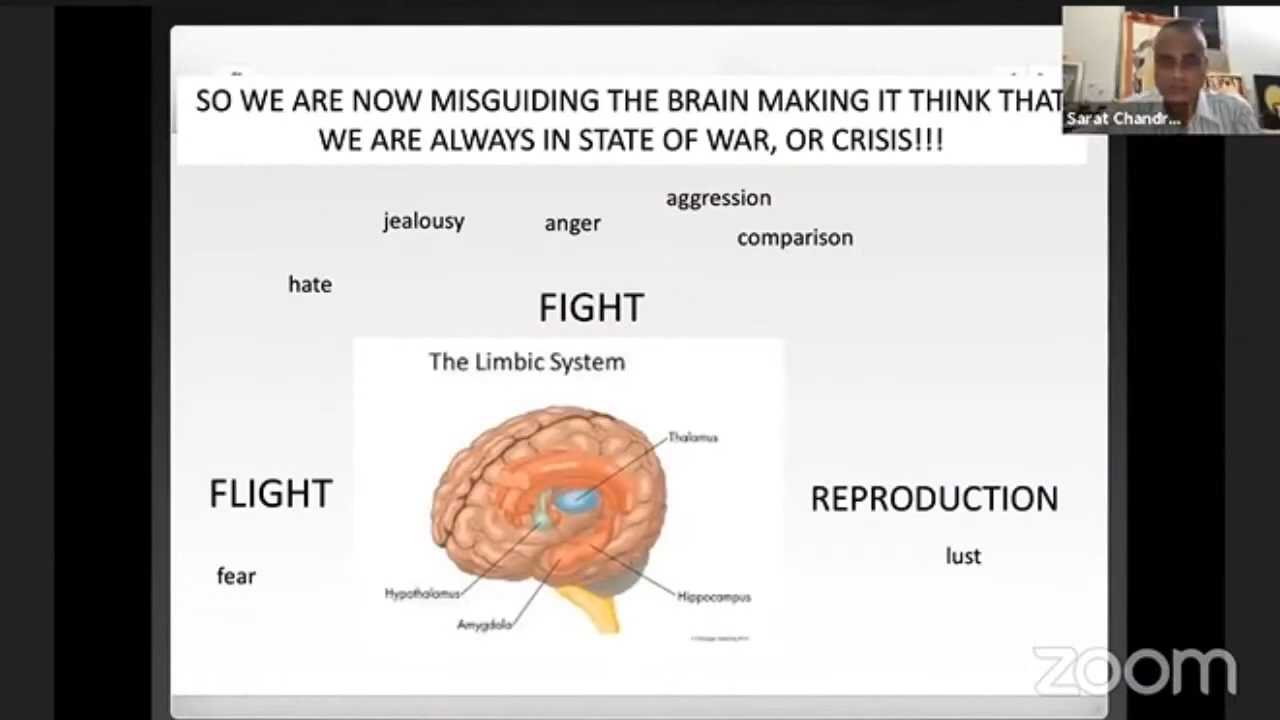 SO WE ARE NOW MISGUIDING THE BRAIN MAKING IT THINK THAT
WE ARE ALWAYS IN STATE OF WAR, OR CRISIS!!!
Sarat Chandr...
aggression
jealousy
anger
comparison
hate
FIGHT
The Limbic System
Thalamus
FLIGHT
REPRODUCTION
lust
fear
Hypothalamus
Hippocampus
Amygdala
zoom